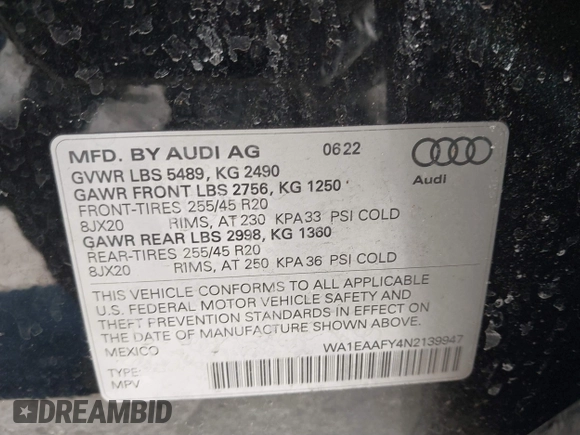 MFD. BY AUDI AG 0622
GVWR LBS 5489, KG 2490
GAWR FRONT LBS 2756, KG 1250
FRONT-TIRES 255/45 R20
8JX20 RIMS, AT 230 KPA33 PSI COLD
GAWR REAR LBS 2998, KG 1360
REAR-TIRES 255/45 R20
8JX20 RIMS, AT 250 KPA36 PSI COLD
Audi
THIS VEHICLE CONFORMS TO ALL APPLICABLE
U.S. FEDERAL MOTOR VEHICLE SAFETY AND
THEFT PREVENTION STANDARDS IN EFFECT ON
THE DATE OF MANUFACTURE SHOWN ABOVE.
MEXICO WA1EAAFY4N2139947
TYPE:
MPV
DREAMBID